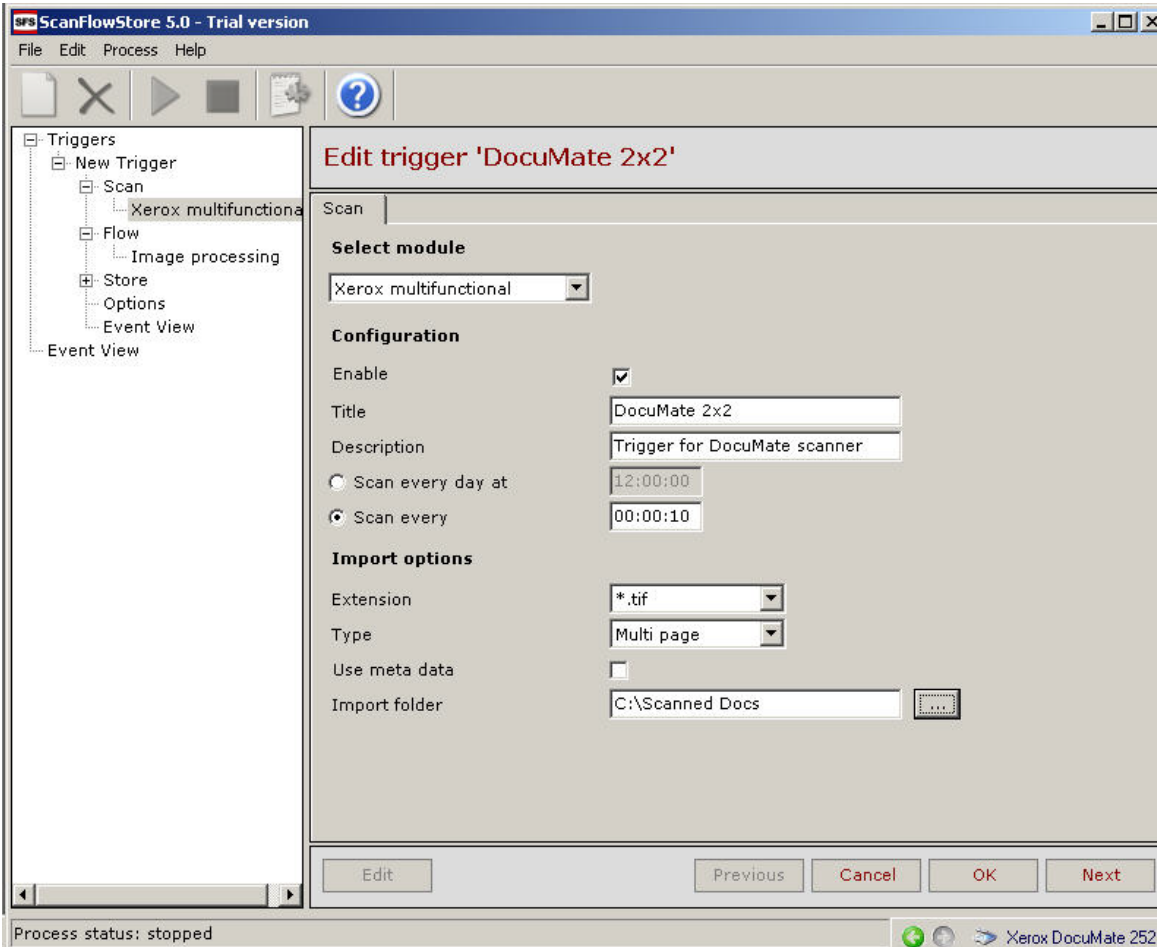 SFS ScanFlowStore 5.0 - Trial version
File Edit Process Help
Triggers
New Trigger
Scan
Xerox multifunctiona
Flow
Image processing
Store
Options
Event View
Event View
Edit trigger 'DocuMate 2x2'
Scan
Select module
Xerox multifunctional
Configuration
Enable
Title DocuMate 2x2
Description Trigger for DocuMate scanner
Scan every day at 12:00:00
Scan every 00:00:10
Import options
Extension *.tif
Type Multi page
Use meta data
Import folder C:\Scanned Docs ...
Edit Previous Cancel OK Next
Process status: stopped
Xerox DocuMate 252